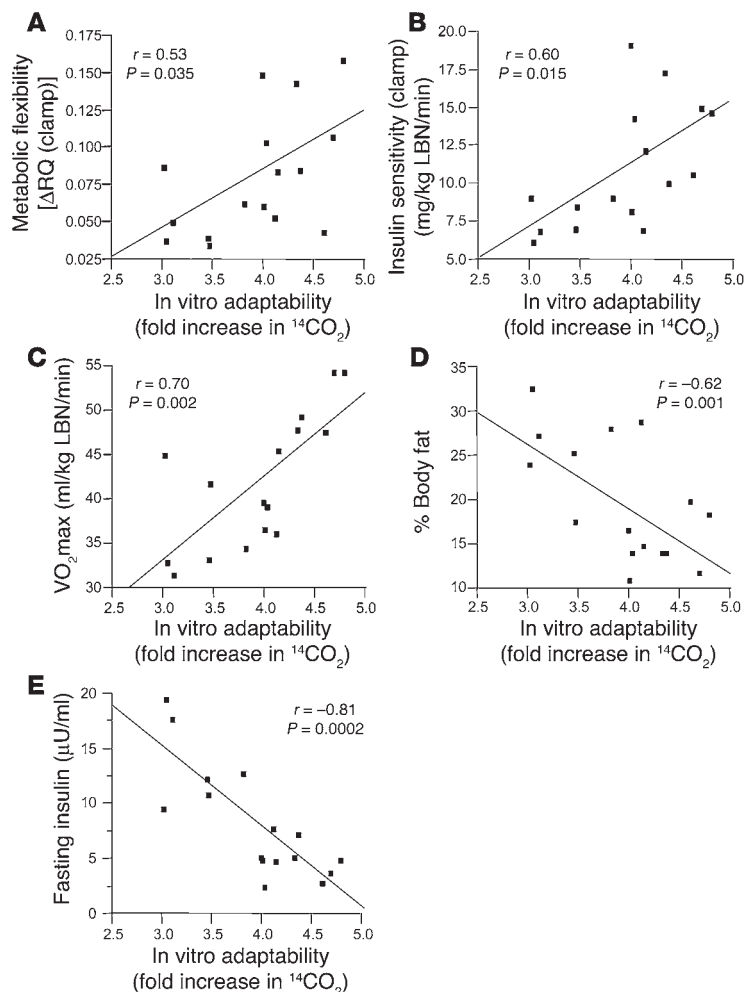 A
Metabolic flexibility
[ΔRQ (clamp)]
0.175
0.150
0.125
0.100
0.075
0.050
0.025
r = 0.53
P = 0.035
2.5 3.0 3.5 4.0 4.5 5.0
In vitro adaptability
(fold increase in ¹⁴CO₂)
B
Insulin sensitivity (clamp)
(mg/kg LBN/min)
20.0
17.5
15.0
12.5
10.0
7.5
5.0
r = 0.60
P = 0.015
2.5 3.0 3.5 4.0 4.5 5.0
In vitro adaptability
(fold increase in ¹⁴CO₂)
C
VO₂max (ml/kg LBN/min)
55
50
45
40
35
30
r = 0.70
P = 0.002
2.5 3.0 3.5 4.0 4.5 5.0
In vitro adaptability
(fold increase in ¹⁴CO₂)
D
% Body fat
35
30
25
20
15
10
r = –0.62
P = 0.001
2.5 3.0 3.5 4.0 4.5 5.0
In vitro adaptability
(fold increase in ¹⁴CO₂)
E
Fasting insulin (μU/ml)
20
15
10
5
0
r = –0.81
P = 0.0002
2.5 3.0 3.5 4.0 4.5 5.0
In vitro adaptability
(fold increase in ¹⁴CO₂)